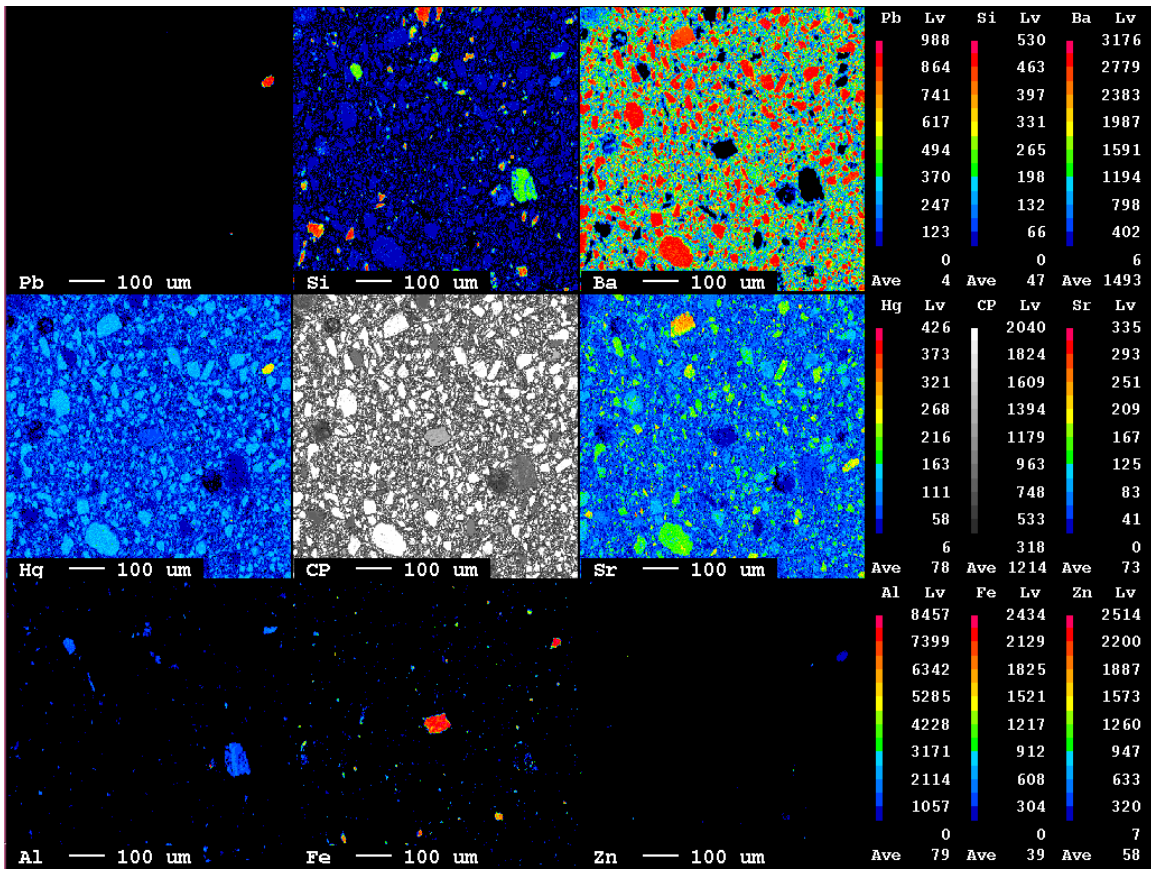 Pb 100 um
Si 100 um
Ba 100 um
Pb Lv Si Lv Ba Lv
988 530 3176
864 463 2779
741 397 2383
617 331 1987
494 265 1591
370 198 1194
247 132 798
123 66 402
0 0 6
Ave 4 Ave 47 Ave 1493
Hg 100 um
CP 100 um
Sr 100 um
Hg Lv CP Lv Sr Lv
426 2040 335
373 1824 293
321 1609 251
268 1394 209
216 1179 167
163 963 125
111 748 83
58 533 41
6 318 0
Ave 78 Ave 1214 Ave 73
Al 100 um
Fe 100 um
Zn 100 um
Al Lv Fe Lv Zn Lv
8457 2434 2514
7399 2129 2200
6342 1825 1887
5285 1521 1573
4228 1217 1260
3171 912 947
2114 608 633
1057 304 320
0 0 7
Ave 79 Ave 39 Ave 58